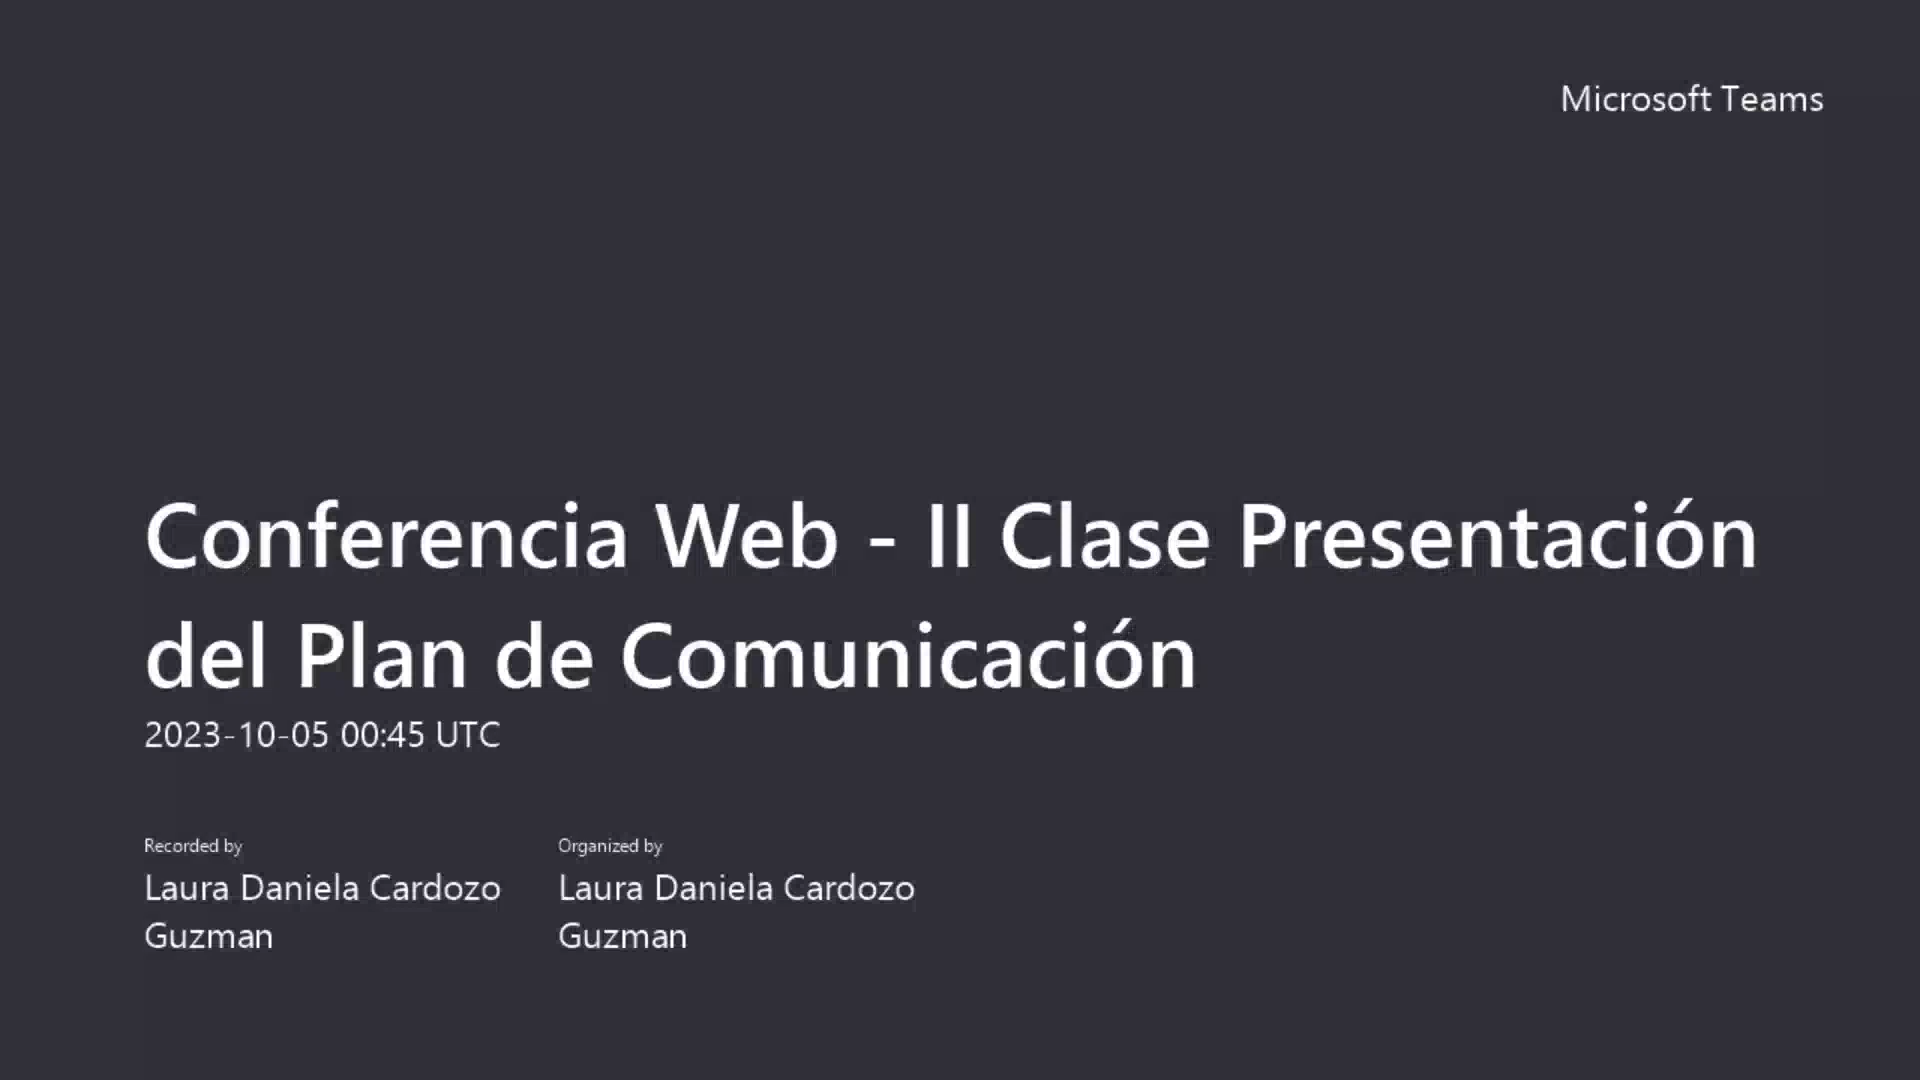 Microsoft Teams
Conferencia Web - II Clase Presentación
del Plan de Comunicación
2023-10-05 00:45 UTC
Recorded by
Laura Daniela Cardozo
Guzman
Organized by
Laura Daniela Cardozo
Guzman